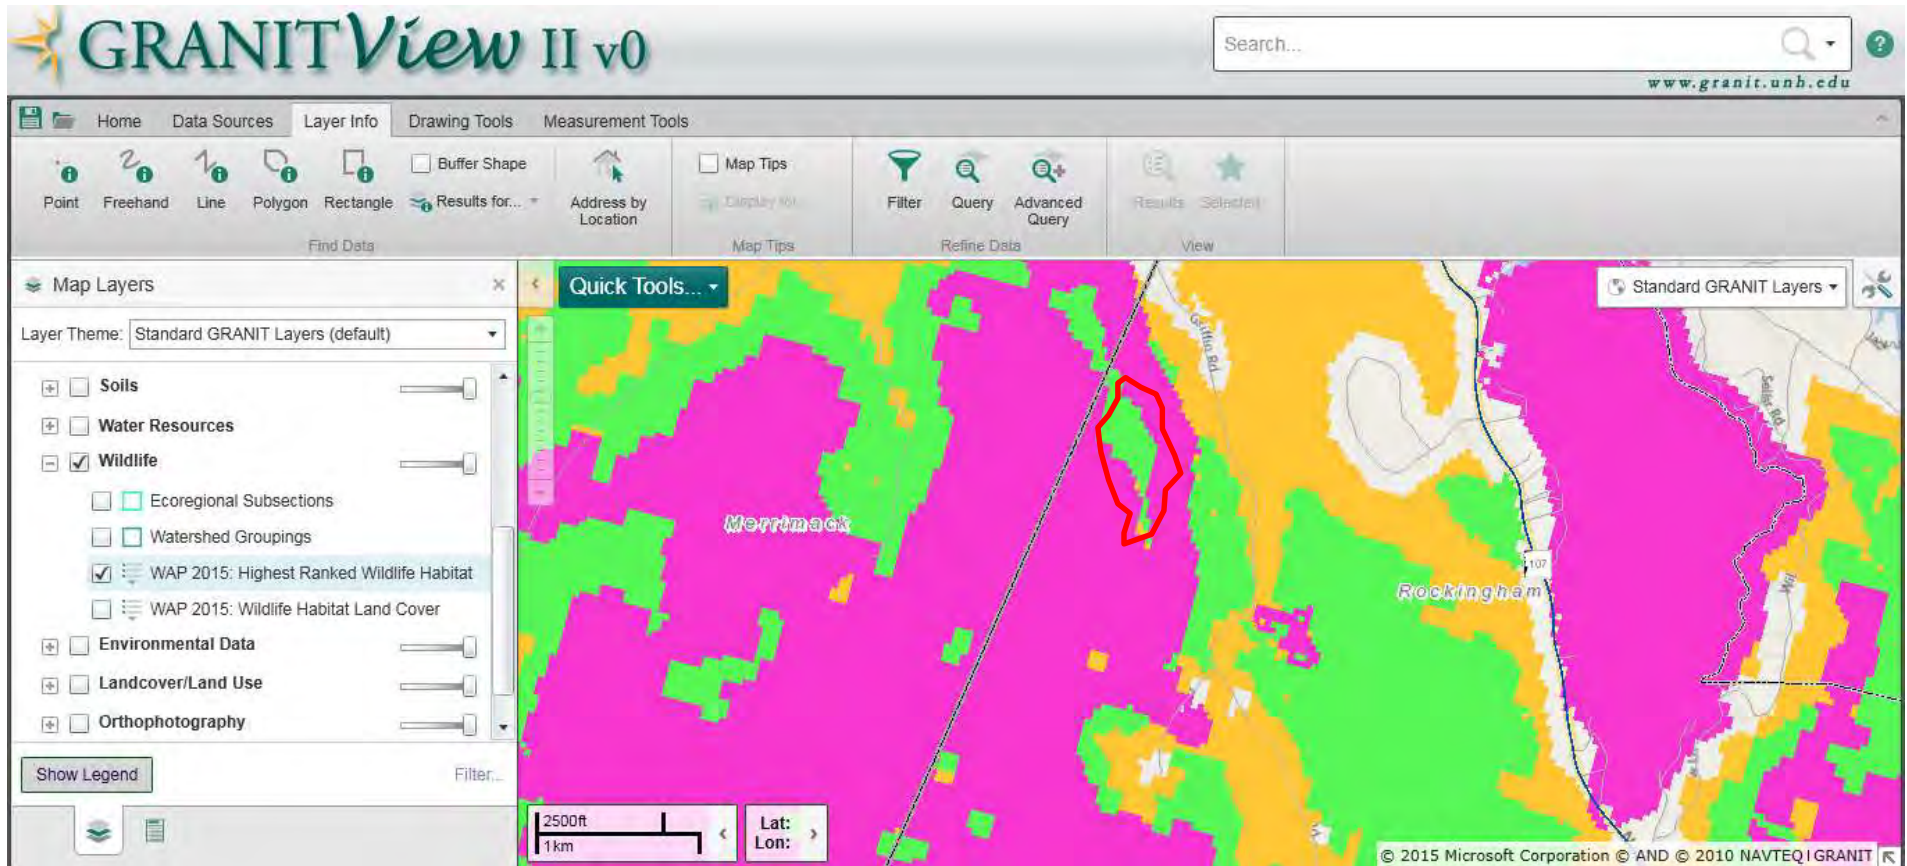 GRANITView II v0
Search...
www.granit.unh.edu
Home Data Sources Layer Info Drawing Tools Measurement Tools
Point Freehand Line Polygon Rectangle
Buffer Shape
Results for...
Address by Location
Map Tips
Filter Query Advanced Query
Results Selected
Find Data Map Tips Refine Data View
Map Layers
Layer Theme: Standard GRANIT Layers (default)
Soils
Water Resources
Wildlife
Ecoregional Subsections
Watershed Groupings
WAP 2015: Highest Ranked Wildlife Habitat
WAP 2015: Wildlife Habitat Land Cover
Environmental Data
Landcover/Land Use
Orthophotography
Show Legend Filter...
Quick Tools...
Standard GRANIT Layers
Griffin Rd
Merrimack
Rockingham
107
2500ft
1km
Lat:
Lon:
© 2015 Microsoft Corporation © AND © 2010 NAVTEQ | GRANIT